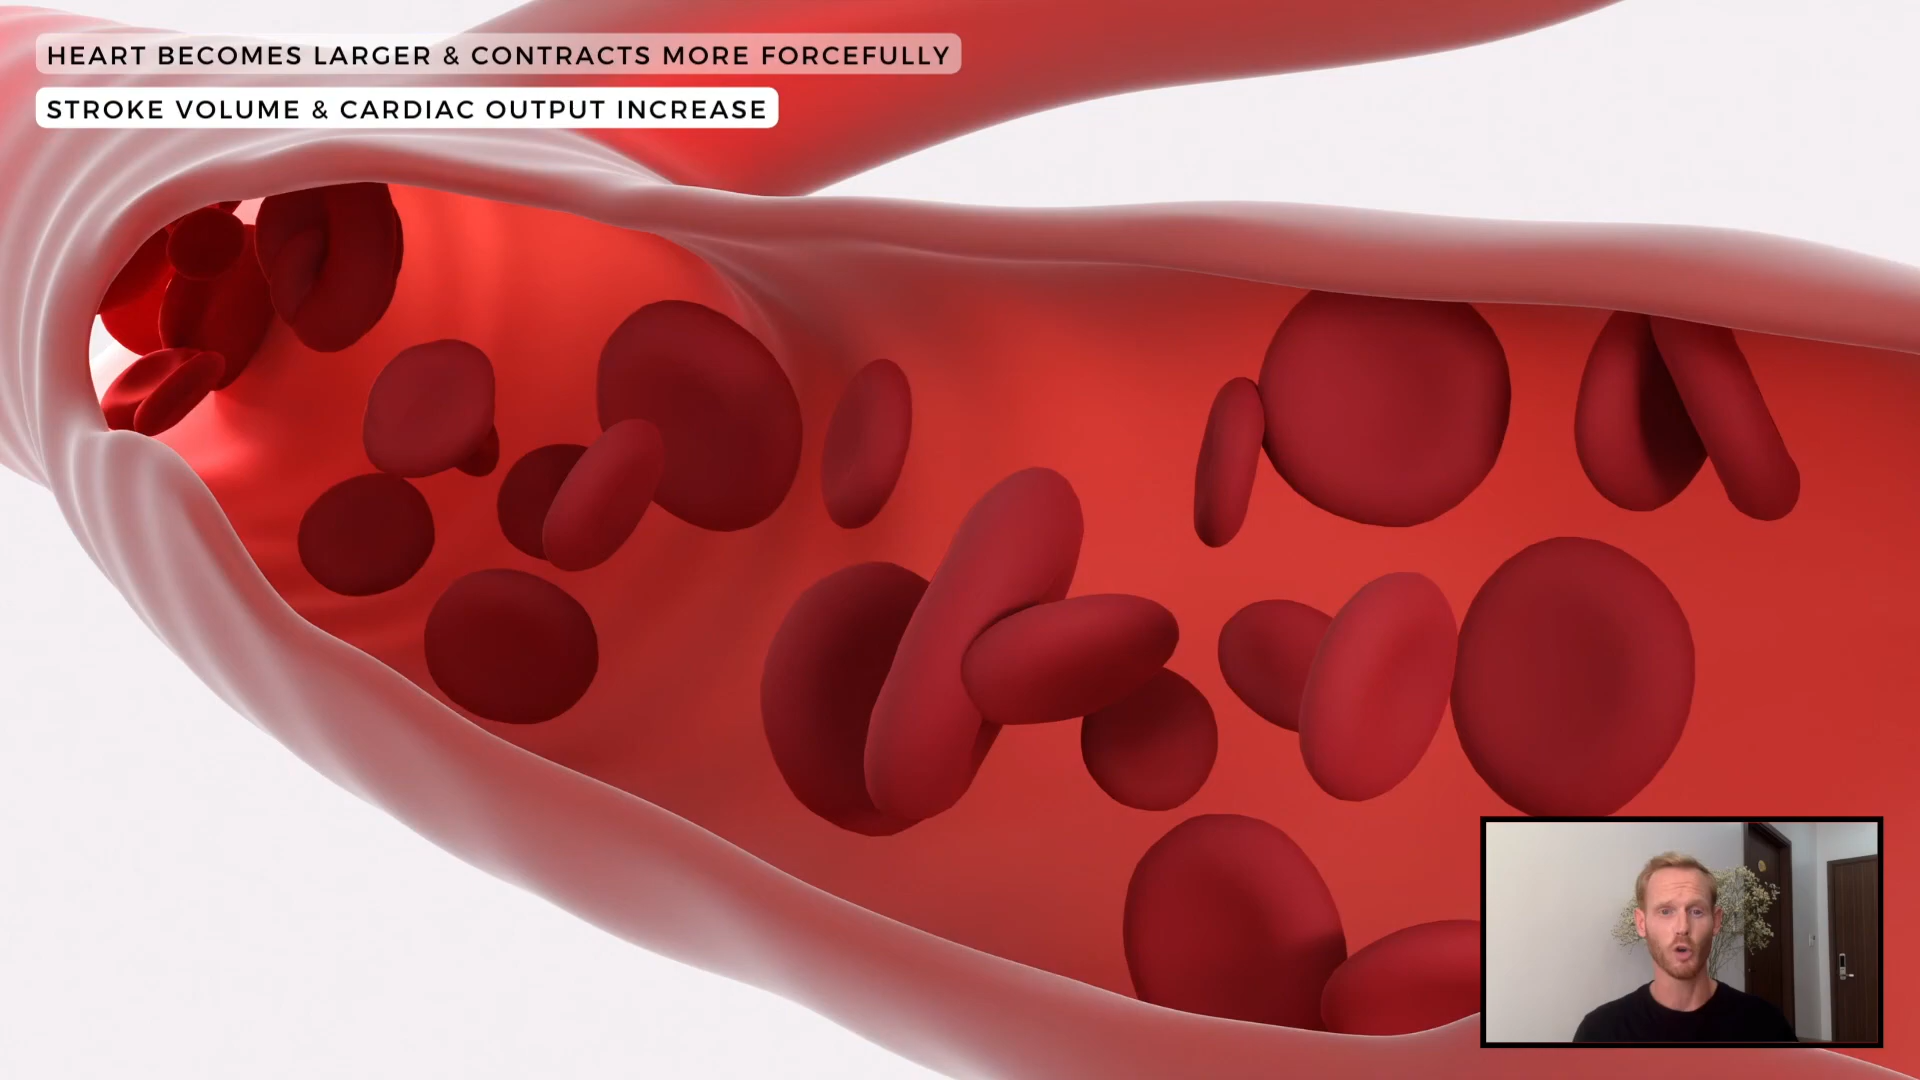 HEART BECOMES LARGER & CONTRACTS MORE FORCEFULLY
STROKE VOLUME & CARDIAC OUTPUT INCREASE